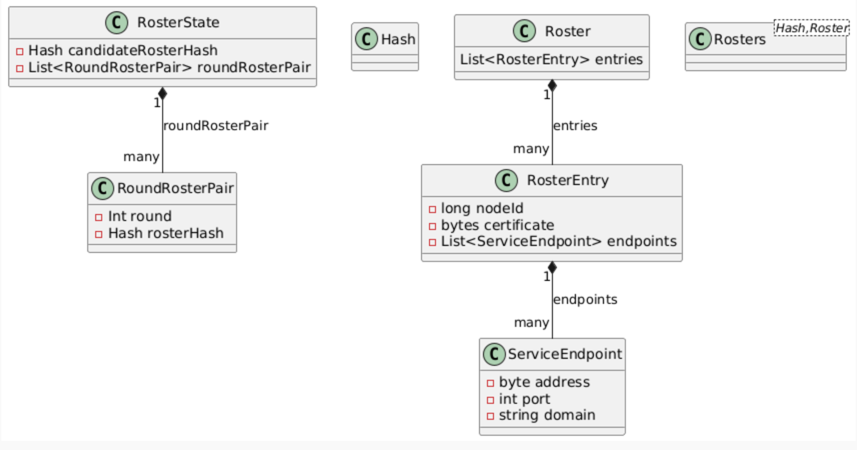 C RosterState
Hash candidateRosterHash
List<RoundRosterPair> roundRosterPair
1
roundRosterPair
many
C RoundRosterPair
Int round
Hash rosterHash
C Hash
C Roster
List<RosterEntry> entries
1
entries
many
C RosterEntry
long nodeId
bytes certificate
List<ServiceEndpoint> endpoints
1
endpoints
many
C ServiceEndpoint
byte address
int port
string domain
C Rosters
Hash,Roster